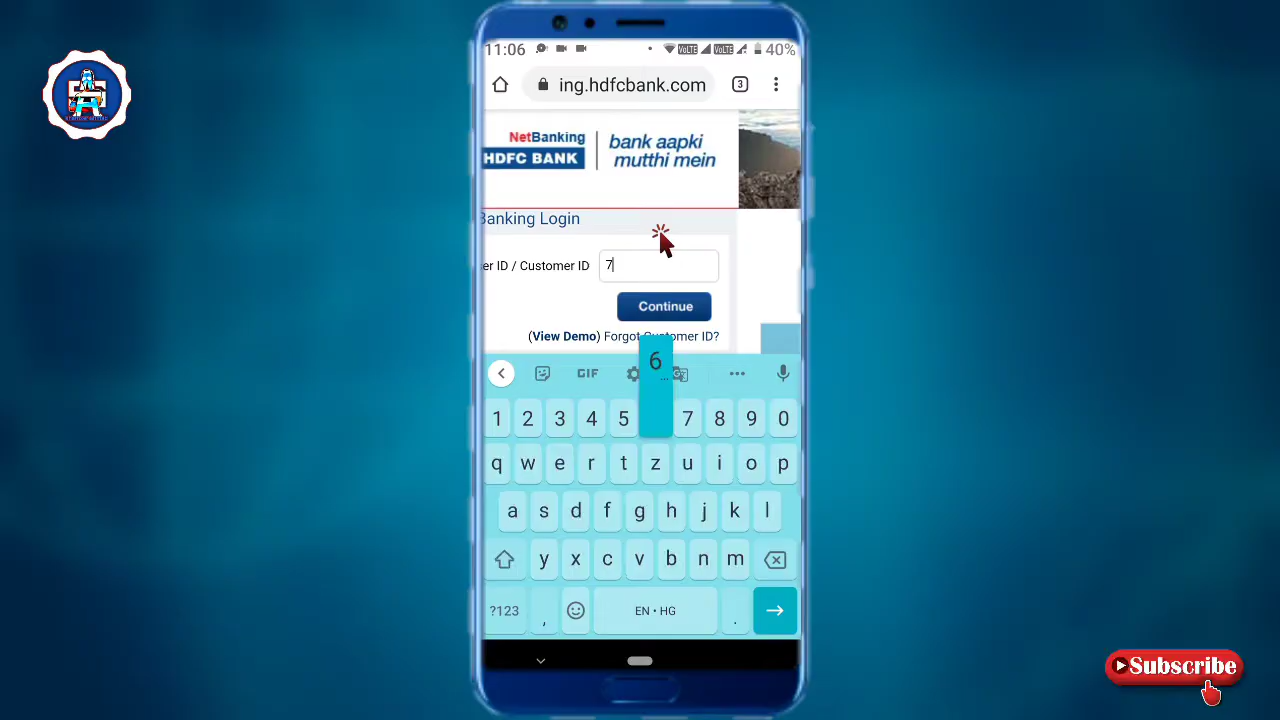 11:06
VoLTE VoLTE 40%
ing.hdfcbank.com 3
NetBanking
HDFC BANK
bank aapki
mutthi mein
Banking Login
er ID / Customer ID 7
Continue
(View Demo) Forgot Customer ID?
6
GIF
1 2 3 4 5 7 8 9 0
q w e r t z u i o p
a s d f g h j k l
y x c v b n m
?123 , EN • HG .
Subscribe